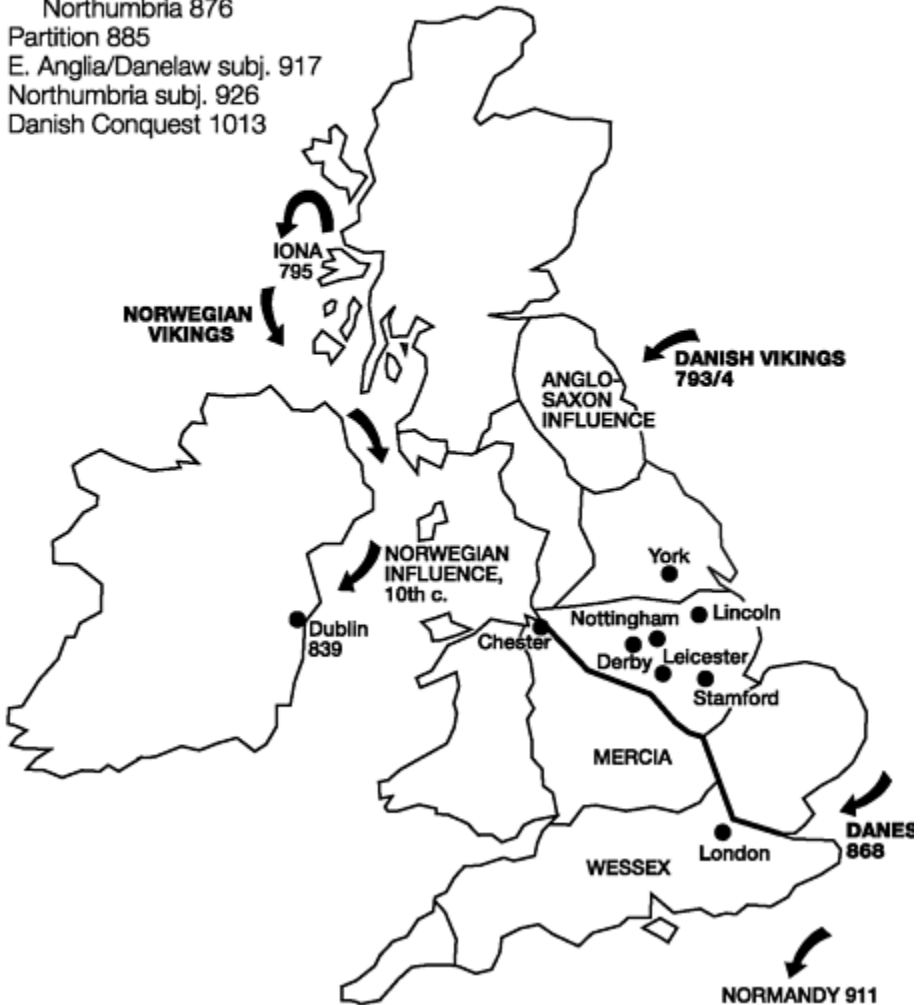 Northumbria 876
Partition 885
E. Anglia/Danelaw subj. 917
Northumbria subj. 926
Danish Conquest 1013
IONA
795
NORWEGIAN
VIKINGS
DANISH VIKINGS
793/4
ANGLO-
SAXON
INFLUENCE
NORWEGIAN
INFLUENCE,
10th c.
York
Dublin
839
Chester
Nottingham
Lincoln
Derby
Leicester
Stamford
MERCIA
DANES
868
London
WESSEX
NORMANDY 911